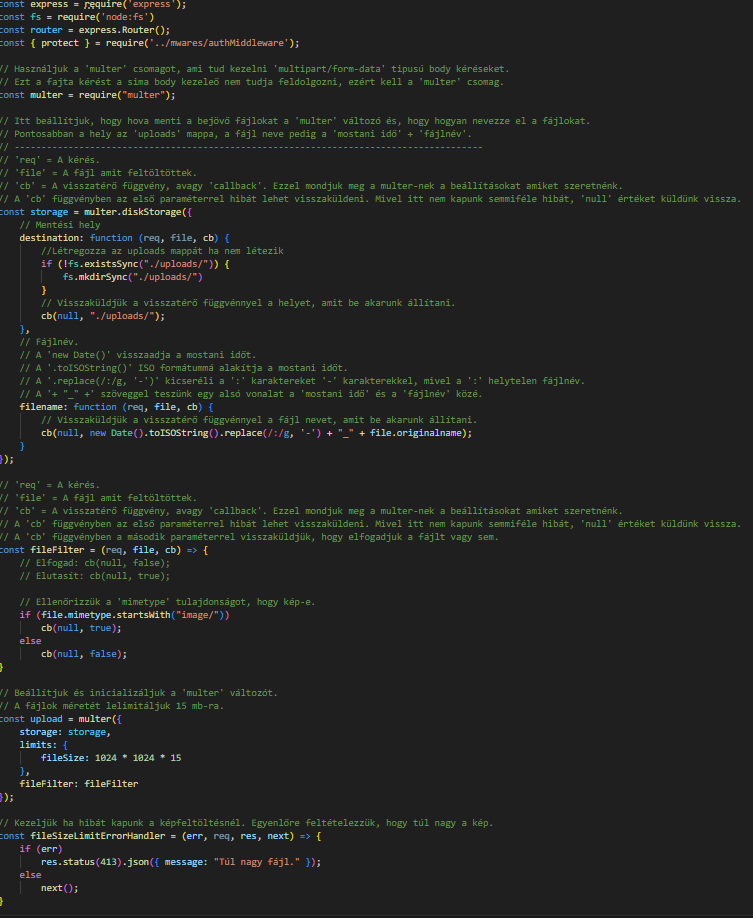 const express = require('express');
const fs = require('node:fs')
const router = express.Router();
const { protect } = require('../mwares/authMiddleware');
// Használjuk a 'multer' csomagot, ami tud kezelni 'multipart/form-data' tipusú body kéréseket.
// Ezt a fajta kérést a sima body kezelő nem tudja feldolgozni, ezért kell a 'multer' csomag.
const multer = require("multer");
// Itt beállítjuk, hogy hova menti a bejövő fájlokat a 'multer' változó és, hogy hogyan nevezze el a fájlokat.
// Pontosabban a hely az 'uploads' mappa, a fájl neve pedig a 'mostani idő' + 'fájlnév'.
// ----------------------------------------------------------------------------------------
// 'req' = A kérés.
// 'file' = A fájl amit feltöltöttek.
// 'cb' = A visszatérő függvény, avagy 'callback'. Ezzel mondjuk meg a multer-nek a beállításokat amiket szeretnénk.
// A 'cb' függvényben az első paraméterrel hibát lehet visszaküldeni. Mivel itt nem kapunk semmiféle hibát, 'null' értéket küldünk vissza.
const storage = multer.diskStorage({
// Mentési hely
destination: function (req, file, cb) {
//Létregozza az uploads mappát ha nem létezik
if (!fs.existsSync("./uploads/")) {
fs.mkdirSync("./uploads/")
}
// Visszaküldjük a visszatérő függvénnyel a helyet, amit be akarunk állítani.
cb(null, "./uploads/");
},
// Fájlnév.
// A 'new Date()' visszaadja a mostani időt.
// A '.toISOString()' ISO formátummá alakítja a mostani időt.
// A '.replace(/:/g, '-')' kicseréli a ':' karaktereket '-' karakterekkel, mivel a ':' helytelen fájlnév.
// A '+ "_" +' szöveggel teszünk egy alsó vonalat a 'mostani idő' és a 'fájlnév' közé.
filename: function (req, file, cb) {
// Visszaküldjük a visszatérő függvénnyel a fájl nevet, amit be akarunk állítani.
cb(null, new Date().toISOString().replace(/:/g, '-') + "_" + file.originalname);
}
});
// 'req' = A kérés.
// 'file' = A fájl amit feltöltöttek.
// 'cb' = A visszatérő függvény, avagy 'callback'. Ezzel mondjuk meg a multer-nek a beállításokat amiket szeretnénk.
// A 'cb' függvényben az első paraméterrel hibát lehet visszaküldeni. Mivel itt nem kapunk semmiféle hibát, 'null' értéket küldünk vissza.
// A 'cb' függvényben a második paraméterrel visszaküldjük, hogy elfogadjuk a fájlt vagy sem.
const fileFilter = (req, file, cb) => {
// Elfogad: cb(null, false);
// Elutasít: cb(null, true);
// Ellenőrizzük a 'mimetype' tulajdonságot, hogy kép-e.
if (file.mimetype.startsWith("image/"))
cb(null, true);
else
cb(null, false);
}
// Beállítjuk és inicializáljuk a 'multer' változót.
// A fájlok méretét lelimitáljuk 15 mb-ra.
const upload = multer({
storage: storage,
limits: {
fileSize: 1024 * 1024 * 15
},
fileFilter: fileFilter
});
// Kezeljük ha hibát kapunk a képfeltöltésnél. Egyenlőre feltételezzük, hogy túl nagy a kép.
const fileSizeLimitErrorHandler = (err, req, res, next) => {
if (err)
res.status(413).json({ message: "Túl nagy fájl." });
else
next();
}